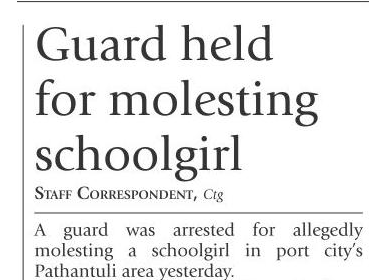 Guard held
for molesting
schoolgirl
STAFF CORRESPONDENT, Ctg
A guard was arrested for allegedly
molesting a schoolgirl in port city's
Pathantuli area yesterday.